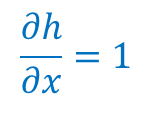 ∂h/∂x = 1